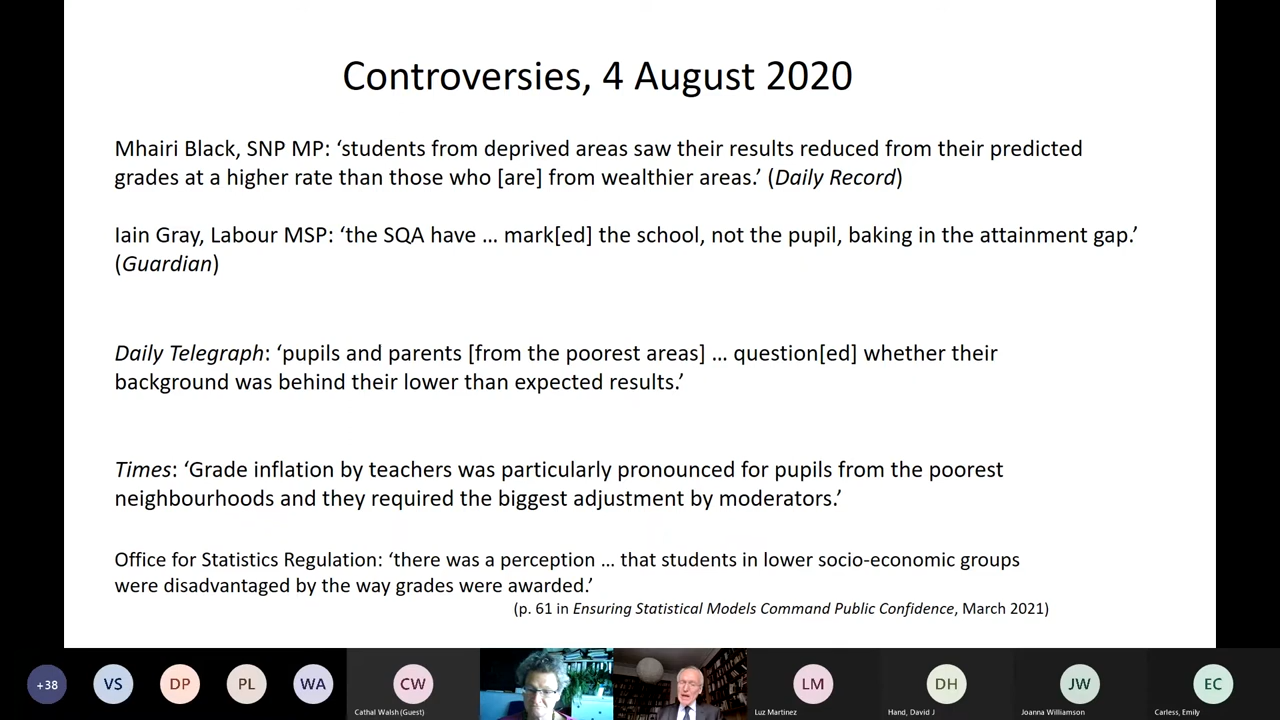 Controversies, 4 August 2020
Mhairi Black, SNP MP: ‘students from deprived areas saw their results reduced from their predicted
grades at a higher rate than those who [are] from wealthier areas.’ (Daily Record)
Iain Gray, Labour MSP: ‘the SQA have … mark[ed] the school, not the pupil, baking in the attainment gap.’
(Guardian)
Daily Telegraph: ‘pupils and parents [from the poorest areas] … question[ed] whether their
background was behind their lower than expected results.’
Times: ‘Grade inflation by teachers was particularly pronounced for pupils from the poorest
neighbourhoods and they required the biggest adjustment by moderators.’
Office for Statistics Regulation: ‘there was a perception … that students in lower socio-economic groups
were disadvantaged by the way grades were awarded.’
(p. 61 in Ensuring Statistical Models Command Public Confidence, March 2021)
+38 VS DP PL WA CW LM DH JW EC
Cathal Walsh (Guest) Luz Martinez Hand, David J Joanna Williamson Carless, Emily